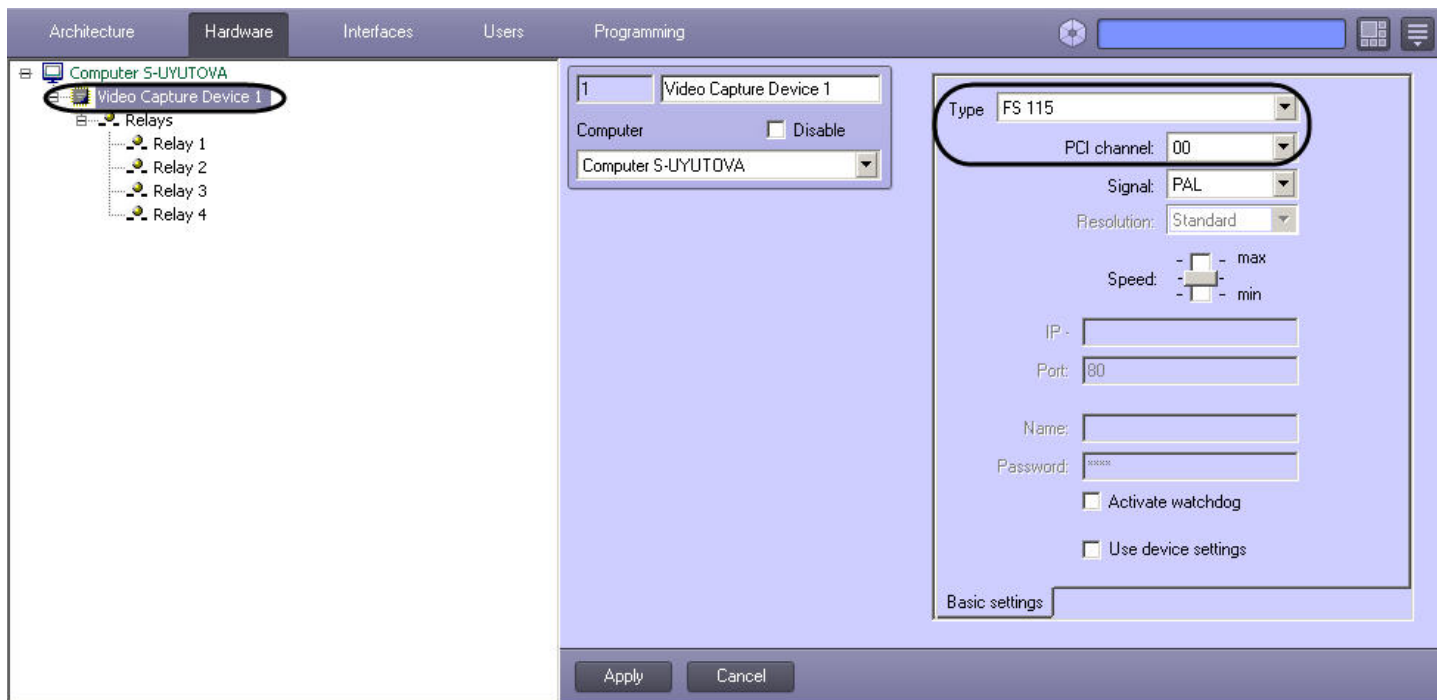 Architecture Hardware Interfaces Users Programming
Computer S-UYUTOVA
Video Capture Device 1
Relays
Relay 1
Relay 2
Relay 3
Relay 4
1 Video Capture Device 1
Computer Disable
Computer S-UYUTOVA
Type FS 115
PCI channel: 00
Signal: PAL
Resolution: Standard
max
Speed:
min
IP -
Port: 80
Name:
Password: ××××
Activate watchdog
Use device settings
Basic settings
Apply Cancel